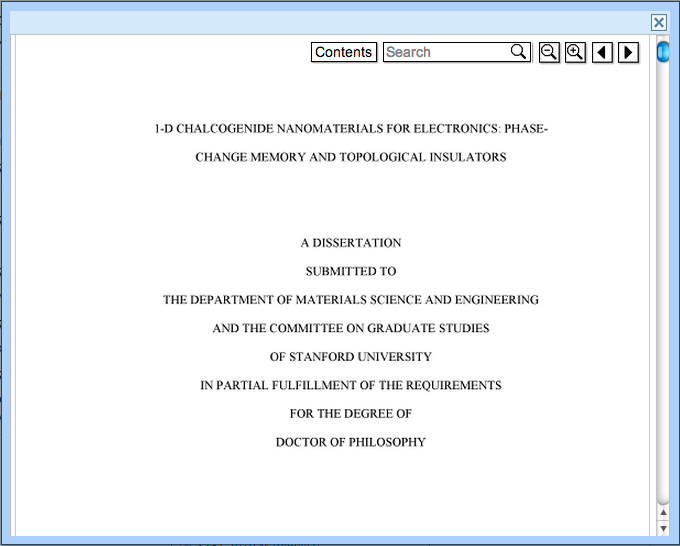 Contents Search
1-D CHALCOGENIDE NANOMATERIALS FOR ELECTRONICS: PHASE-
CHANGE MEMORY AND TOPOLOGICAL INSULATORS
A DISSERTATION
SUBMITTED TO
THE DEPARTMENT OF MATERIALS SCIENCE AND ENGINEERING
AND THE COMMITTEE ON GRADUATE STUDIES
OF STANFORD UNIVERSITY
IN PARTIAL FULFILLMENT OF THE REQUIREMENTS
FOR THE DEGREE OF
DOCTOR OF PHILOSOPHY